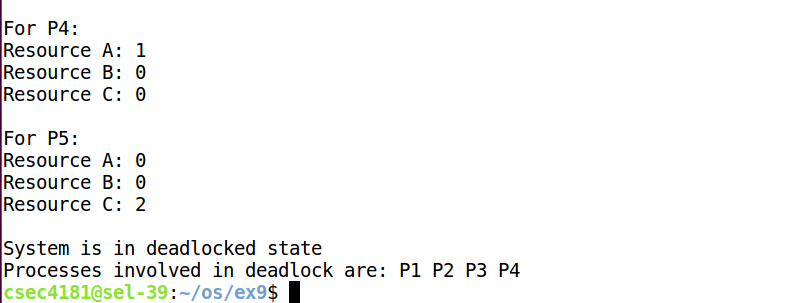 For P4:
Resource A: 1
Resource B: 0
Resource C: 0
For P5:
Resource A: 0
Resource B: 0
Resource C: 2
System is in deadlocked state
Processes involved in deadlock are: P1 P2 P3 P4
csec4181@sel-39:~/os/ex9$